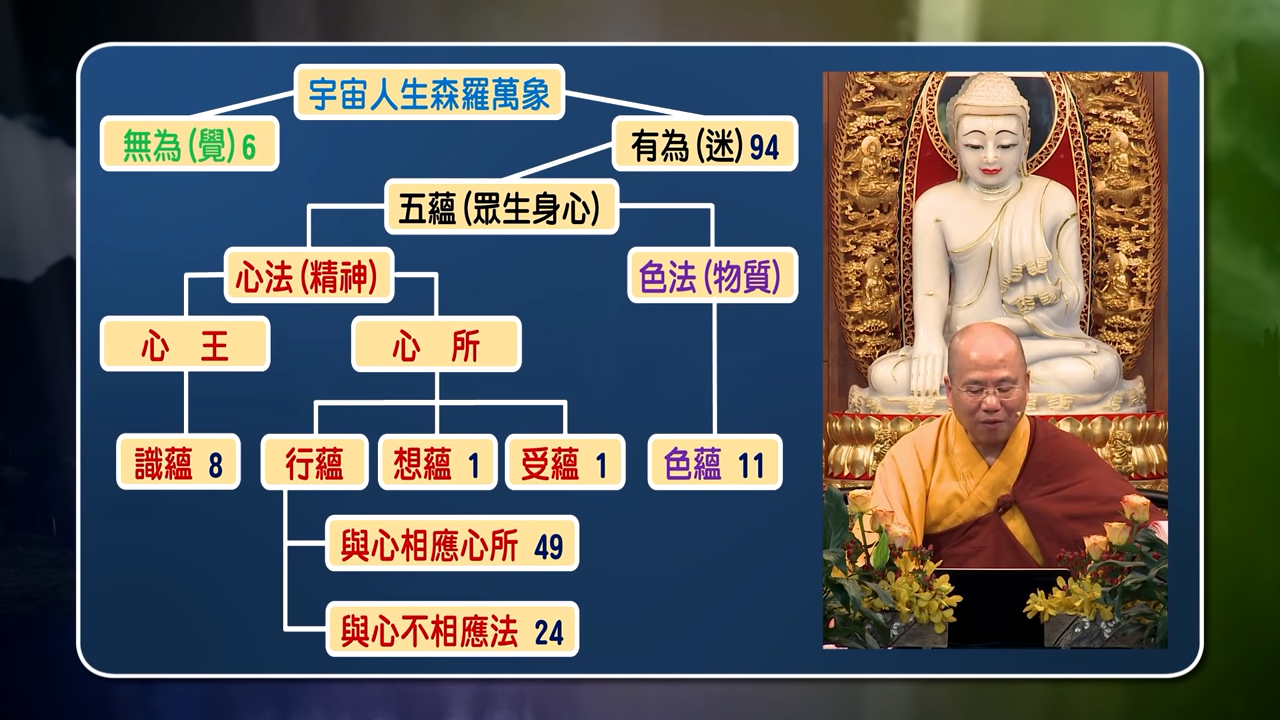 宇宙人生森羅萬象
無為(覺)6
有為(迷)94
五蘊(眾生身心)
心法(精神)
色法(物質)
心 王
心 所
識蘊 8
行蘊
想蘊 1
受蘊 1
色蘊 11
與心相應心所 49
與心不相應法 24